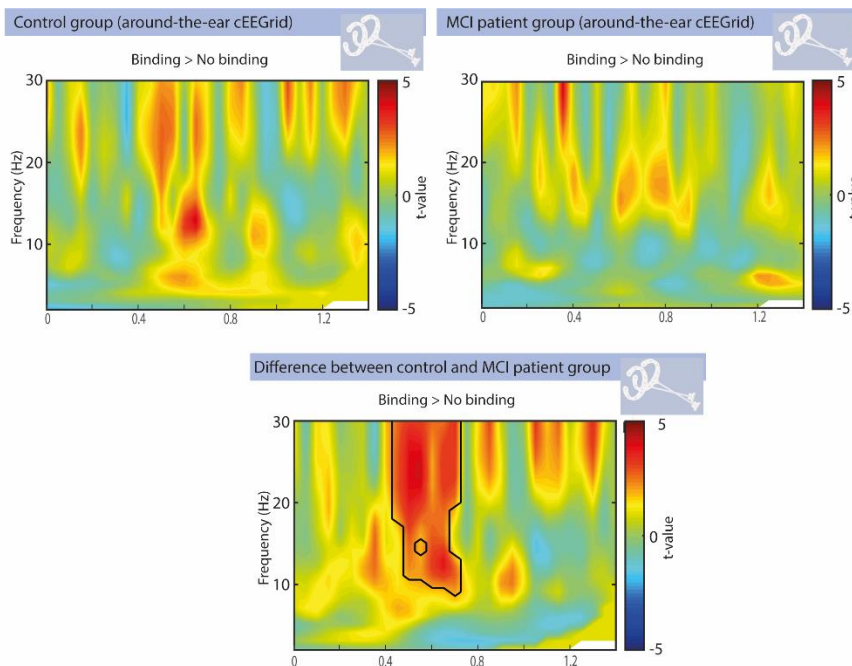 Control group (around-the-ear cEEGrid)
Binding > No binding
30
20
10
Frequency (Hz)
0
0.4
0.8
1.2
5
0
-5
t-value
MCI patient group (around-the-ear cEEGrid)
Binding > No binding
30
20
10
Frequency (Hz)
0
0.4
0.8
1.2
5
0
-5
t-value
Difference between control and MCI patient group
Binding > No binding
30
20
10
Frequency (Hz)
0
0.4
0.8
1.2
5
0
-5
t-value